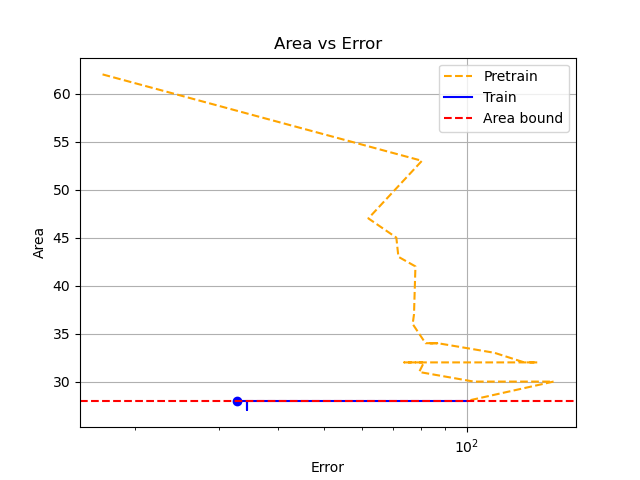 Area vs Error
Pretrain
Train
Area bound
60
55
50
45
40
35
30
Area
10²
Error